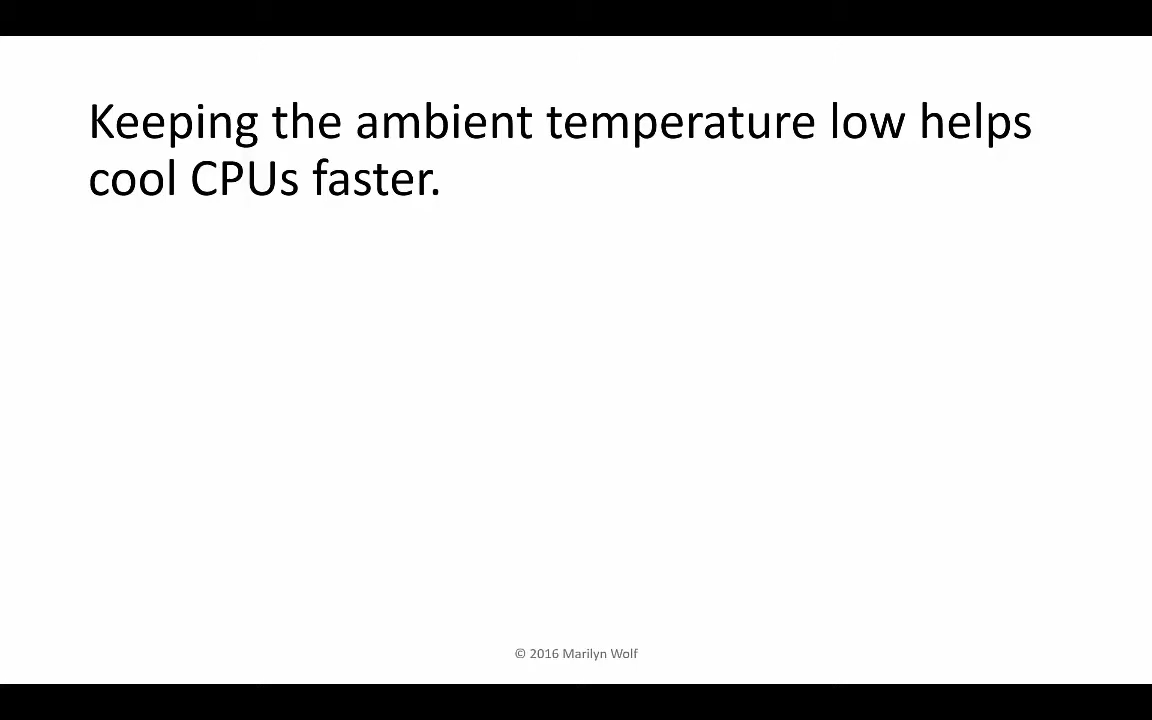 Keeping the ambient temperature low helps
cool CPUs faster.
© 2016 Marilyn Wolf